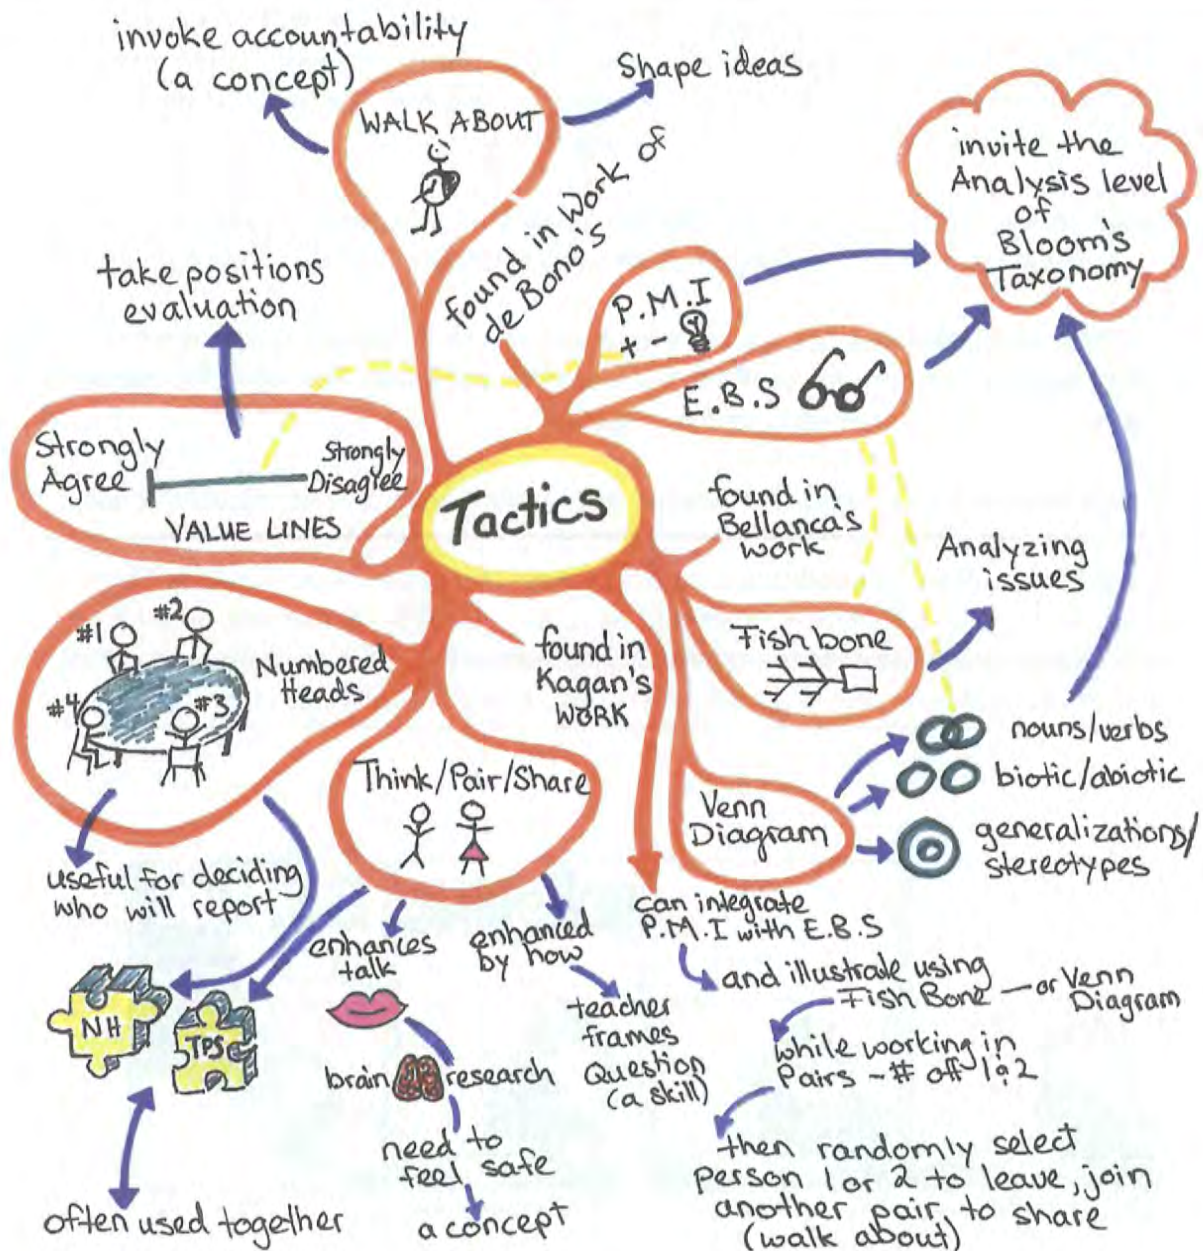 invoke accountability
(a concept)
WALK ABOUT
Shape ideas
found in Work of
de Bono's
P.M.I
+ -
E.B.S
invite the
Analysis level
of
Bloom's
Taxonomy
take positions
evaluation
Strongly
Agree
Strongly
Disagree
VALUE LINES
Tactics
found in
Bellanca's
work
Analyzing
issues
Fish bone
#1
#2
#3
#4
Numbered
Heads
found in
Kagan's
WORK
Think/Pair/Share
Venn
Diagram
nouns/verbs
biotic/abiotic
generalizations/
stereotypes
useful for deciding
who will report
NH
TPS
often used together
enhances
talk
brain research
need to
feel safe
a concept
enhanced
by how
teacher
frames
Question
(a skill)
can integrate
P.M.I with E.B.S
and illustrate using
Fish Bone — or Venn
Diagram
while working in
Pairs - # off 1 & 2
then randomly select
person 1 or 2 to leave, join
another pair, to share
(walk about)